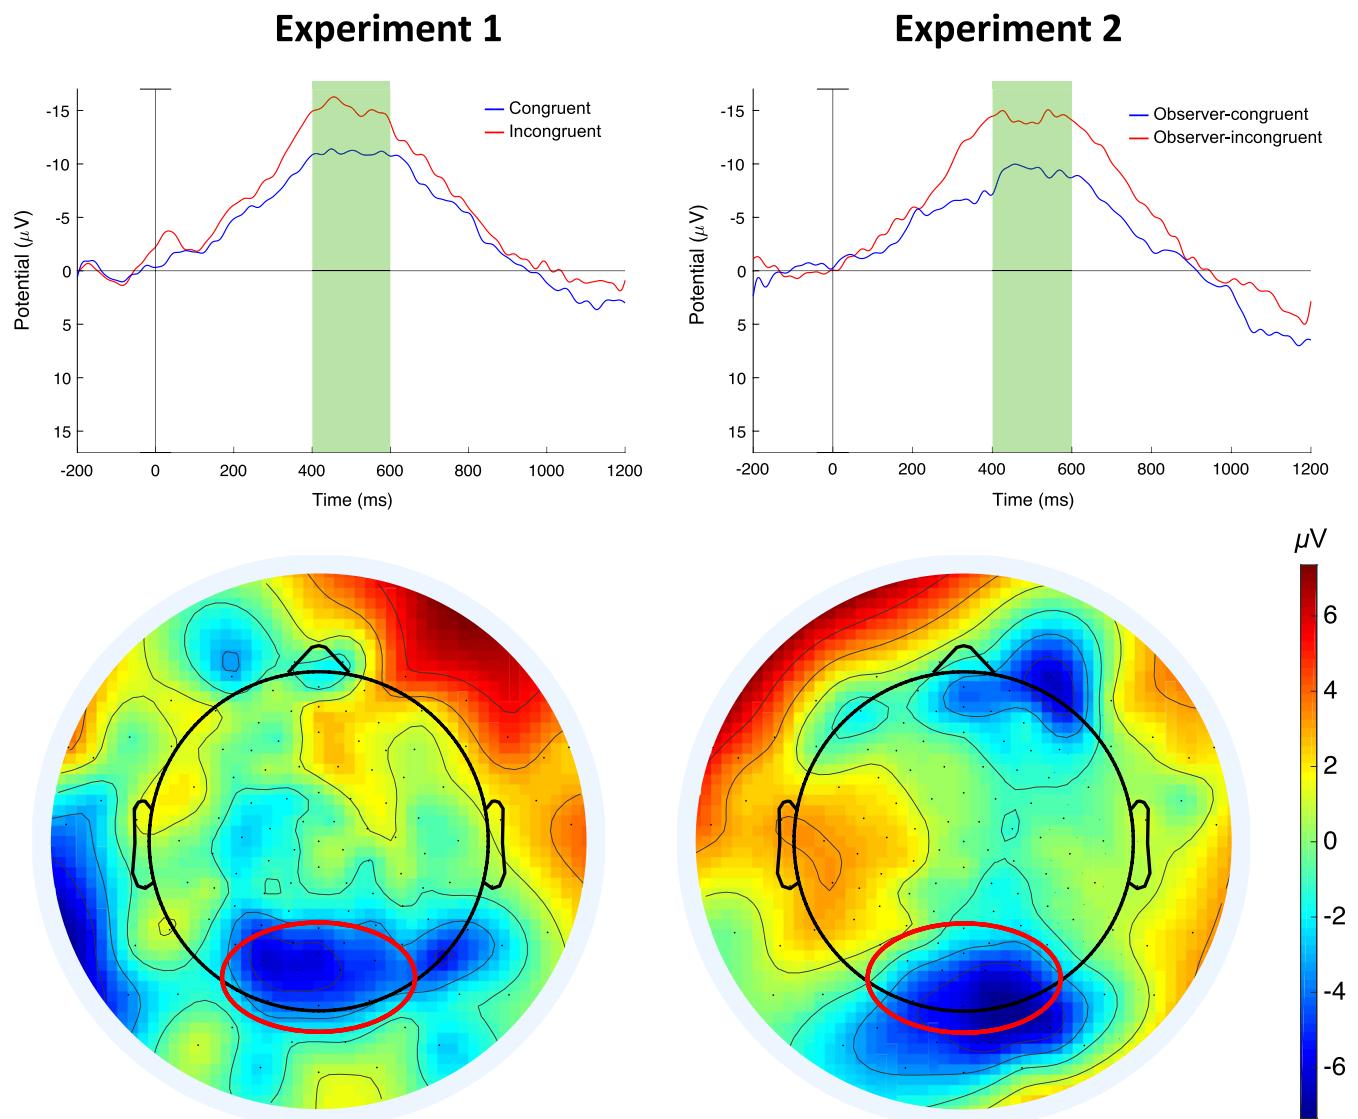 Experiment 1
Experiment 2
-15
-10
-5
0
5
10
15
Potential (μV)
Congruent
Incongruent
-200 0 200 400 600 800 1000 1200
Time (ms)
-15
-10
-5
0
5
10
15
Potential (μV)
Observer-congruent
Observer-incongruent
-200 0 200 400 600 800 1000 1200
Time (ms)
μV
6
4
2
0
-2
-4
-6